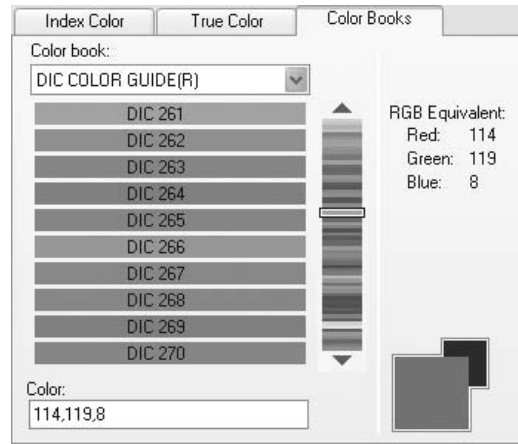 Index Color True Color Color Books
Color book:
DIC COLOR GUIDE(R)
DIC 261
DIC 262
DIC 263
DIC 264
DIC 265
DIC 266
DIC 267
DIC 268
DIC 269
DIC 270
RGB Equivalent:
Red: 114
Green: 119
Blue: 8
Color:
114,119,8